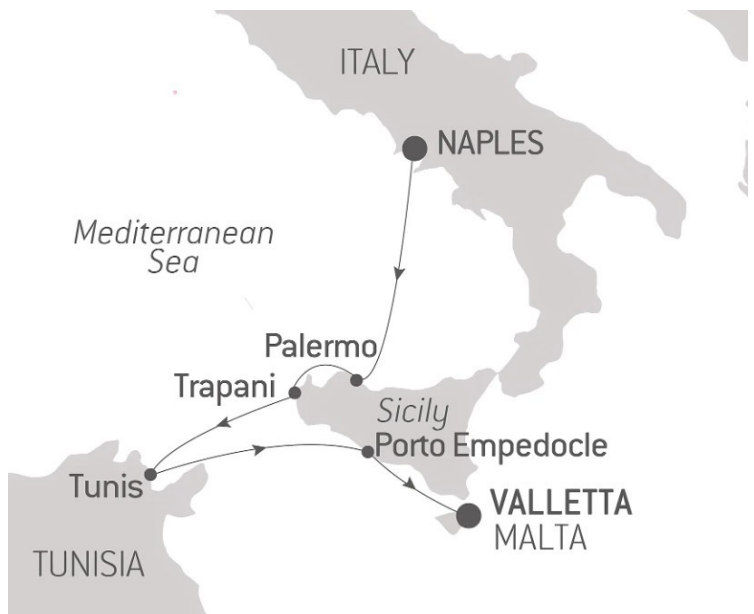 ITALY
NAPLES
Mediterranean
Sea
Palermo
Trapani
Sicily
Porto Empedocle
Tunis
VALLETTA
MALTA
TUNISIA